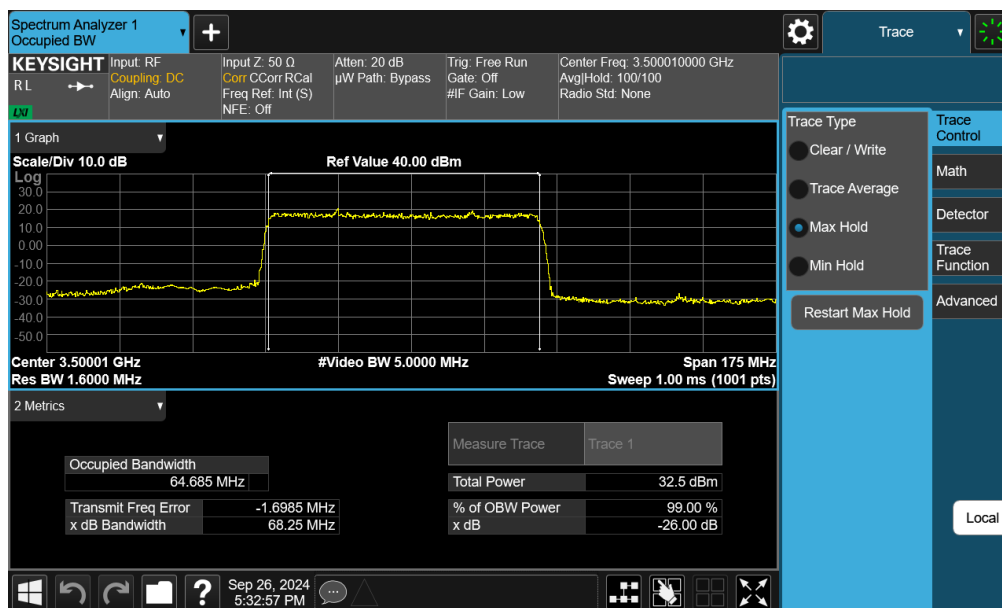 Spectrum Analyzer 1
Occupied BW
+
Trace
KEYSIGHT
R L
LXI
Input: RF
Coupling: DC
Align: Auto
Input Z: 50 Ω
Corr CCorr RCal
Freq Ref: Int (S)
NFE: Off
Atten: 20 dB
µW Path: Bypass
Trig: Free Run
Gate: Off
#IF Gain: Low
Center Freq: 3.500010000 GHz
Avg|Hold: 100/100
Radio Std: None
1 Graph
Scale/Div 10.0 dB
Ref Value 40.00 dBm
Log
30.0
20.0
10.0
0.00
-10.0
-20.0
-30.0
-40.0
-50.0
Center 3.50001 GHz
#Video BW 5.0000 MHz
Span 175 MHz
Res BW 1.6000 MHz
Sweep 1.00 ms (1001 pts)
2 Metrics
Measure Trace Trace 1
Occupied Bandwidth
64.685 MHz
Total Power 32.5 dBm
Transmit Freq Error -1.6985 MHz
% of OBW Power 99.00 %
x dB Bandwidth 68.25 MHz
x dB -26.00 dB
Trace Type
Clear / Write
Trace Average
Max Hold
Min Hold
Restart Max Hold
Trace
Control
Math
Detector
Trace
Function
Advanced
Local
?
Sep 26, 2024
5:32:57 PM